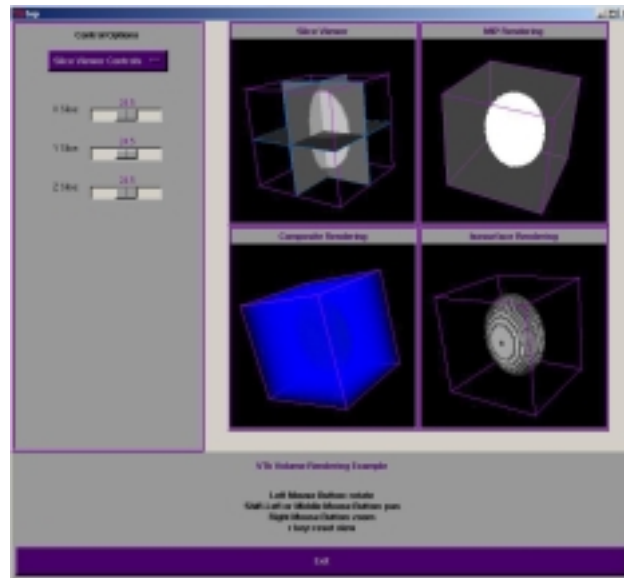 Control Options
Slice Viewer Controls
X Slice
Y Slice
Z Slice
Slice Viewer
MIP Rendering
Composite Rendering
Isosurface Rendering
Vtk Volume Rendering Example
Left Mouse Button: rotate
Shift-Left or Middle Mouse Button: pan
Right Mouse Button: zoom
r key: reset view
Exit